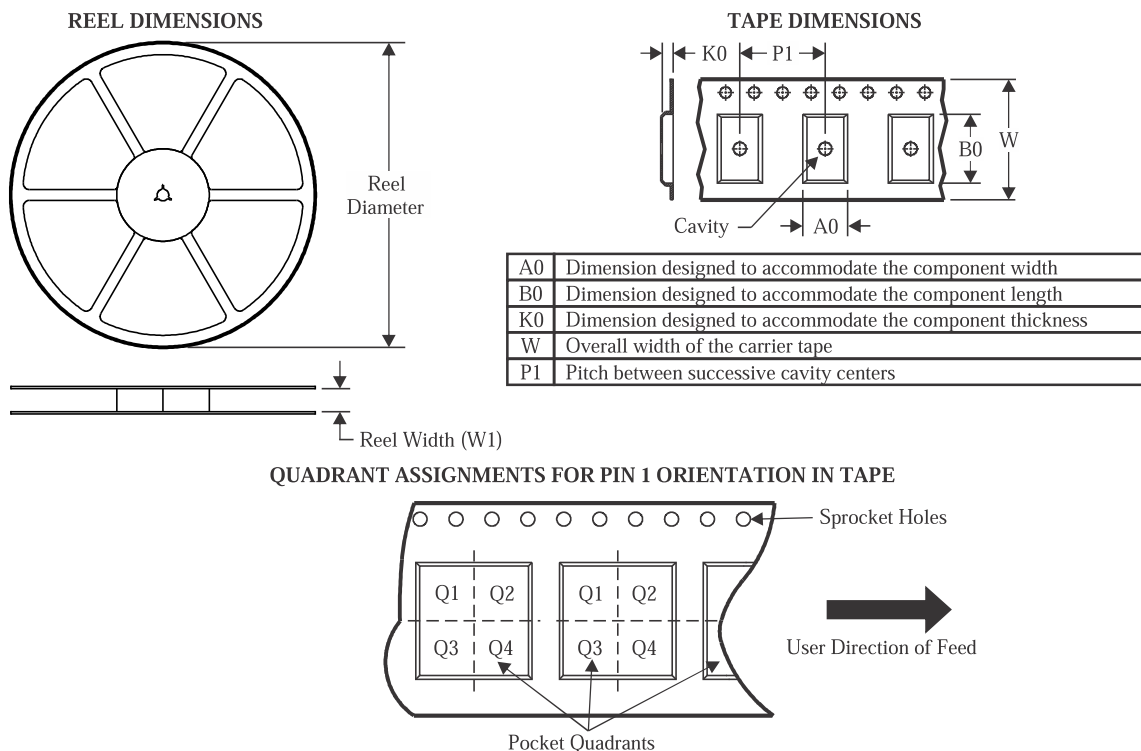 REEL DIMENSIONS
TAPE DIMENSIONS
K0
P1
Reel
Diameter
B0
W
Cavity
A0
A0 Dimension designed to accommodate the component width
B0 Dimension designed to accommodate the component length
K0 Dimension designed to accommodate the component thickness
W Overall width of the carrier tape
P1 Pitch between successive cavity centers
Reel Width (W1)
QUADRANT ASSIGNMENTS FOR PIN 1 ORIENTATION IN TAPE
Sprocket Holes
Q1 Q2 Q1 Q2
Q3 Q4 Q3 Q4
User Direction of Feed
Pocket Quadrants